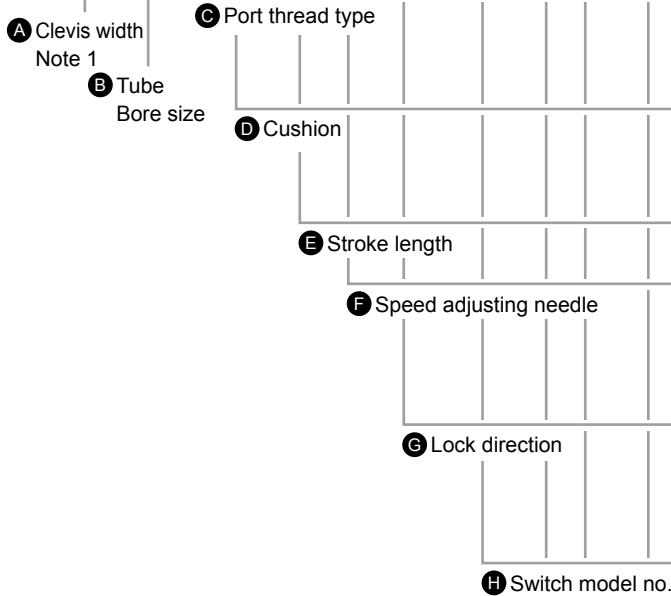 C Port thread type
A Clevis width
Note 1
B Tube
Bore size
D Cushion
E Stroke length
F Speed adjusting needle
G Lock direction
H Switch model no.